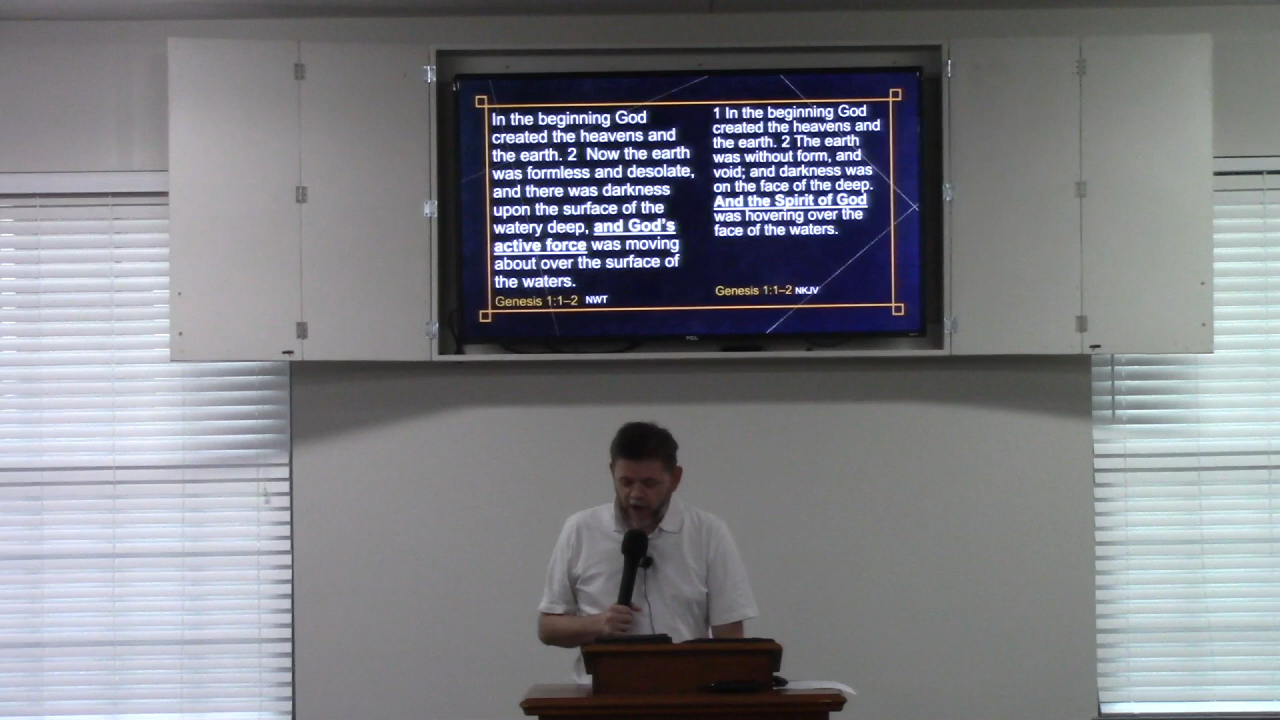 In the beginning God
created the heavens and
the earth. 2 Now the earth
was formless and desolate,
and there was darkness
upon the surface of the
watery deep, and God's
active force was moving
about over the surface of
the waters.
Genesis 1:1–2 NWT
1 In the beginning God
created the heavens and
the earth. 2 The earth
was without form, and
void; and darkness was
on the face of the deep.
And the Spirit of God
was hovering over the
face of the waters.
Genesis 1:1–2 NKJV
TCL